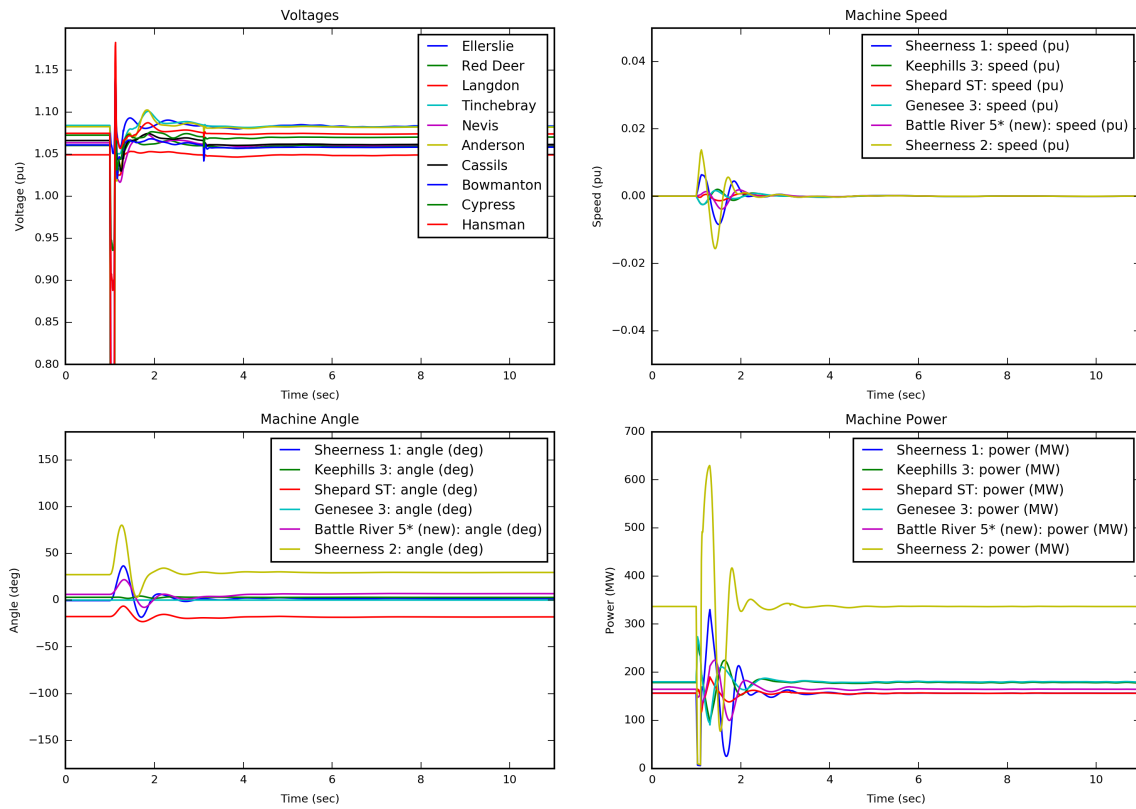 Voltages
Voltage (pu)
1.15
1.10
1.05
1.00
0.95
0.90
0.85
0.80
0 2 4 6 8 10
Time (sec)
Ellerslie
Red Deer
Langdon
Tinchebray
Nevis
Anderson
Cassils
Bowmanton
Cypress
Hansman
Machine Speed
Speed (pu)
0.04
0.02
0.00
−0.02
−0.04
0 2 4 6 8 10
Time (sec)
Sheerness 1: speed (pu)
Keephills 3: speed (pu)
Shepard ST: speed (pu)
Genesee 3: speed (pu)
Battle River 5* (new): speed (pu)
Sheerness 2: speed (pu)
Machine Angle
Angle (deg)
150
100
50
0
−50
−100
−150
0 2 4 6 8 10
Time (sec)
Sheerness 1: angle (deg)
Keephills 3: angle (deg)
Shepard ST: angle (deg)
Genesee 3: angle (deg)
Battle River 5* (new): angle (deg)
Sheerness 2: angle (deg)
Machine Power
Power (MW)
700
600
500
400
300
200
100
0
0 2 4 6 8 10
Time (sec)
Sheerness 1: power (MW)
Keephills 3: power (MW)
Shepard ST: power (MW)
Genesee 3: power (MW)
Battle River 5* (new): power (MW)
Sheerness 2: power (MW)